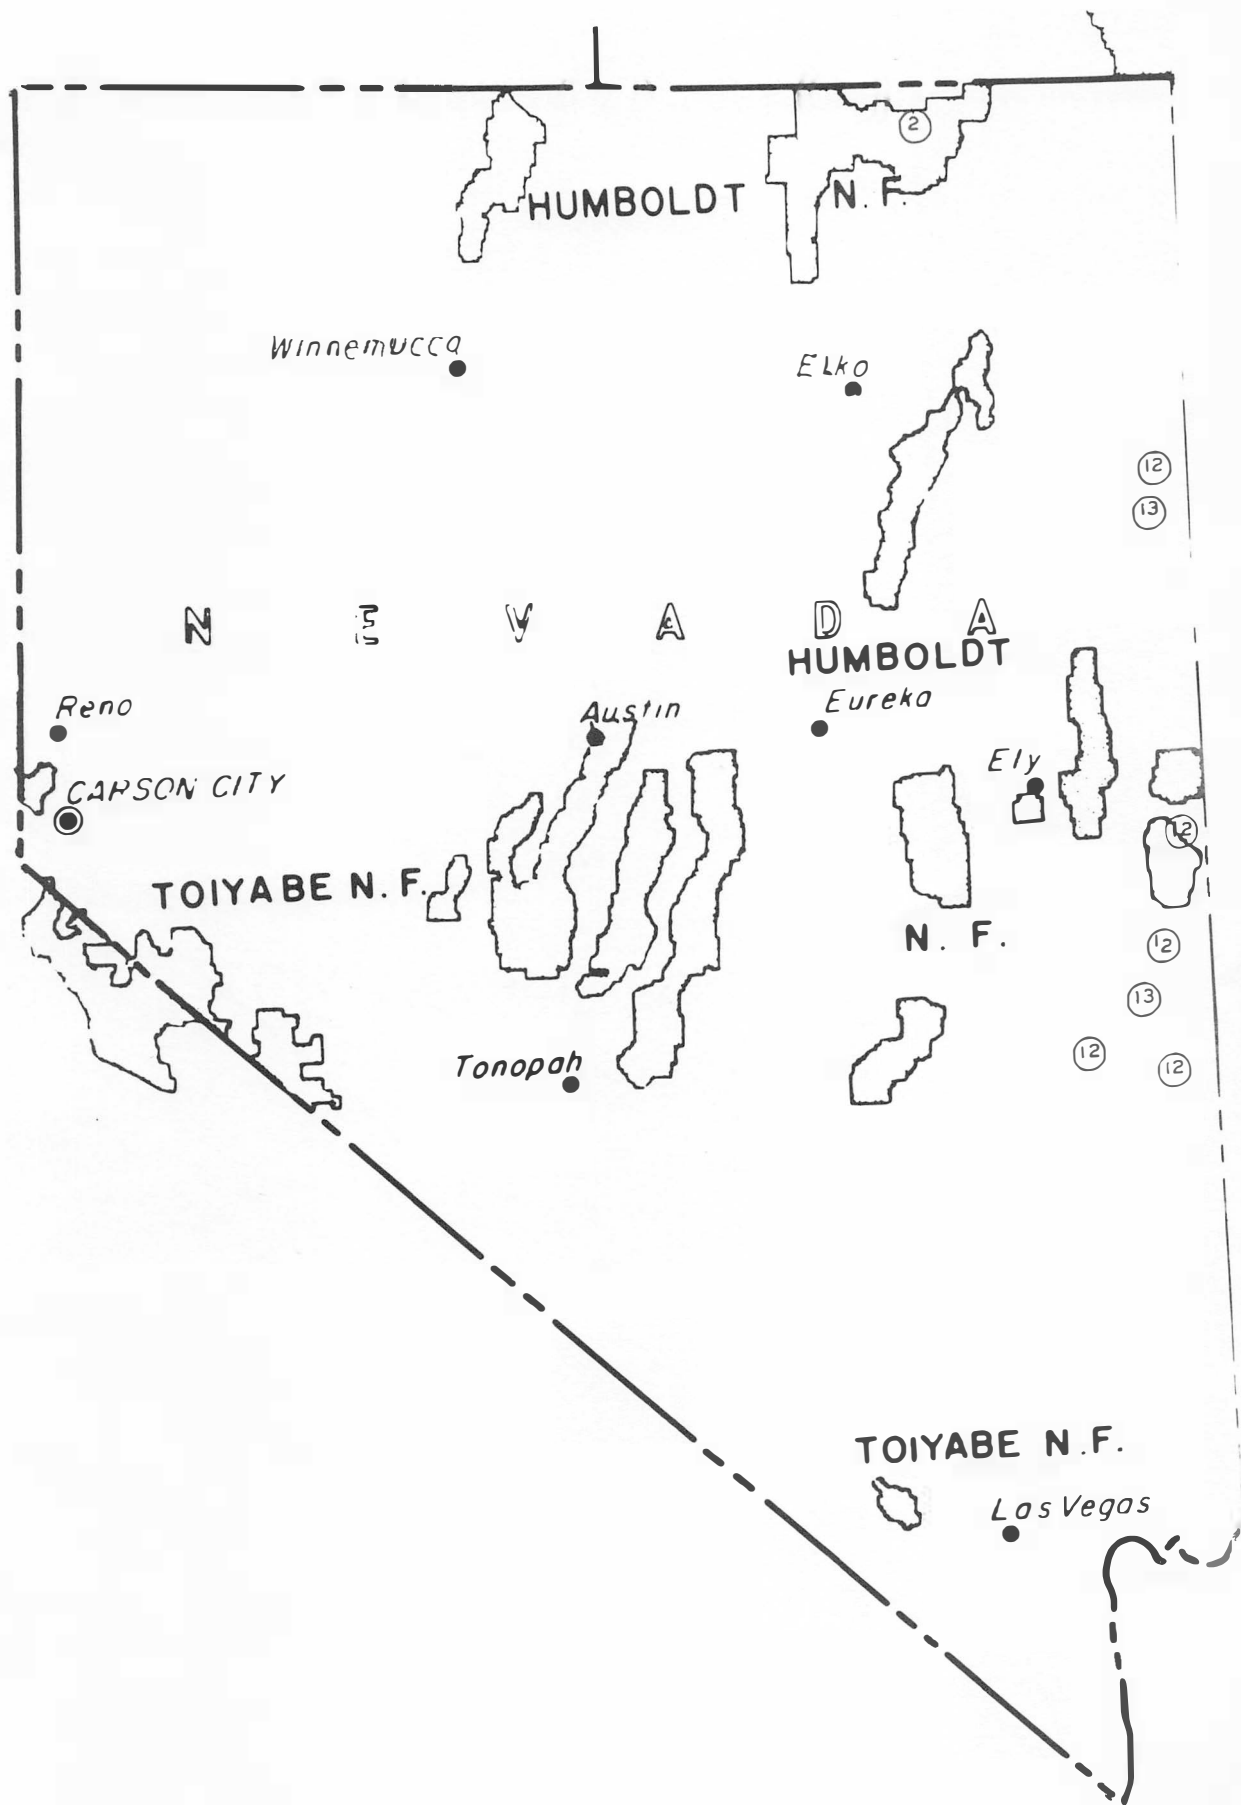 2
HUMBOLDT N. F.
Winnemucca
Elko
12
13
N E V A D A
HUMBOLDT
Reno
Austin
Eureka
Ely
CARSON CITY
12
TOIYABE N. F.
N. F.
12
13
12
12
Tonopah
TOIYABE N.F.
Las Vegas